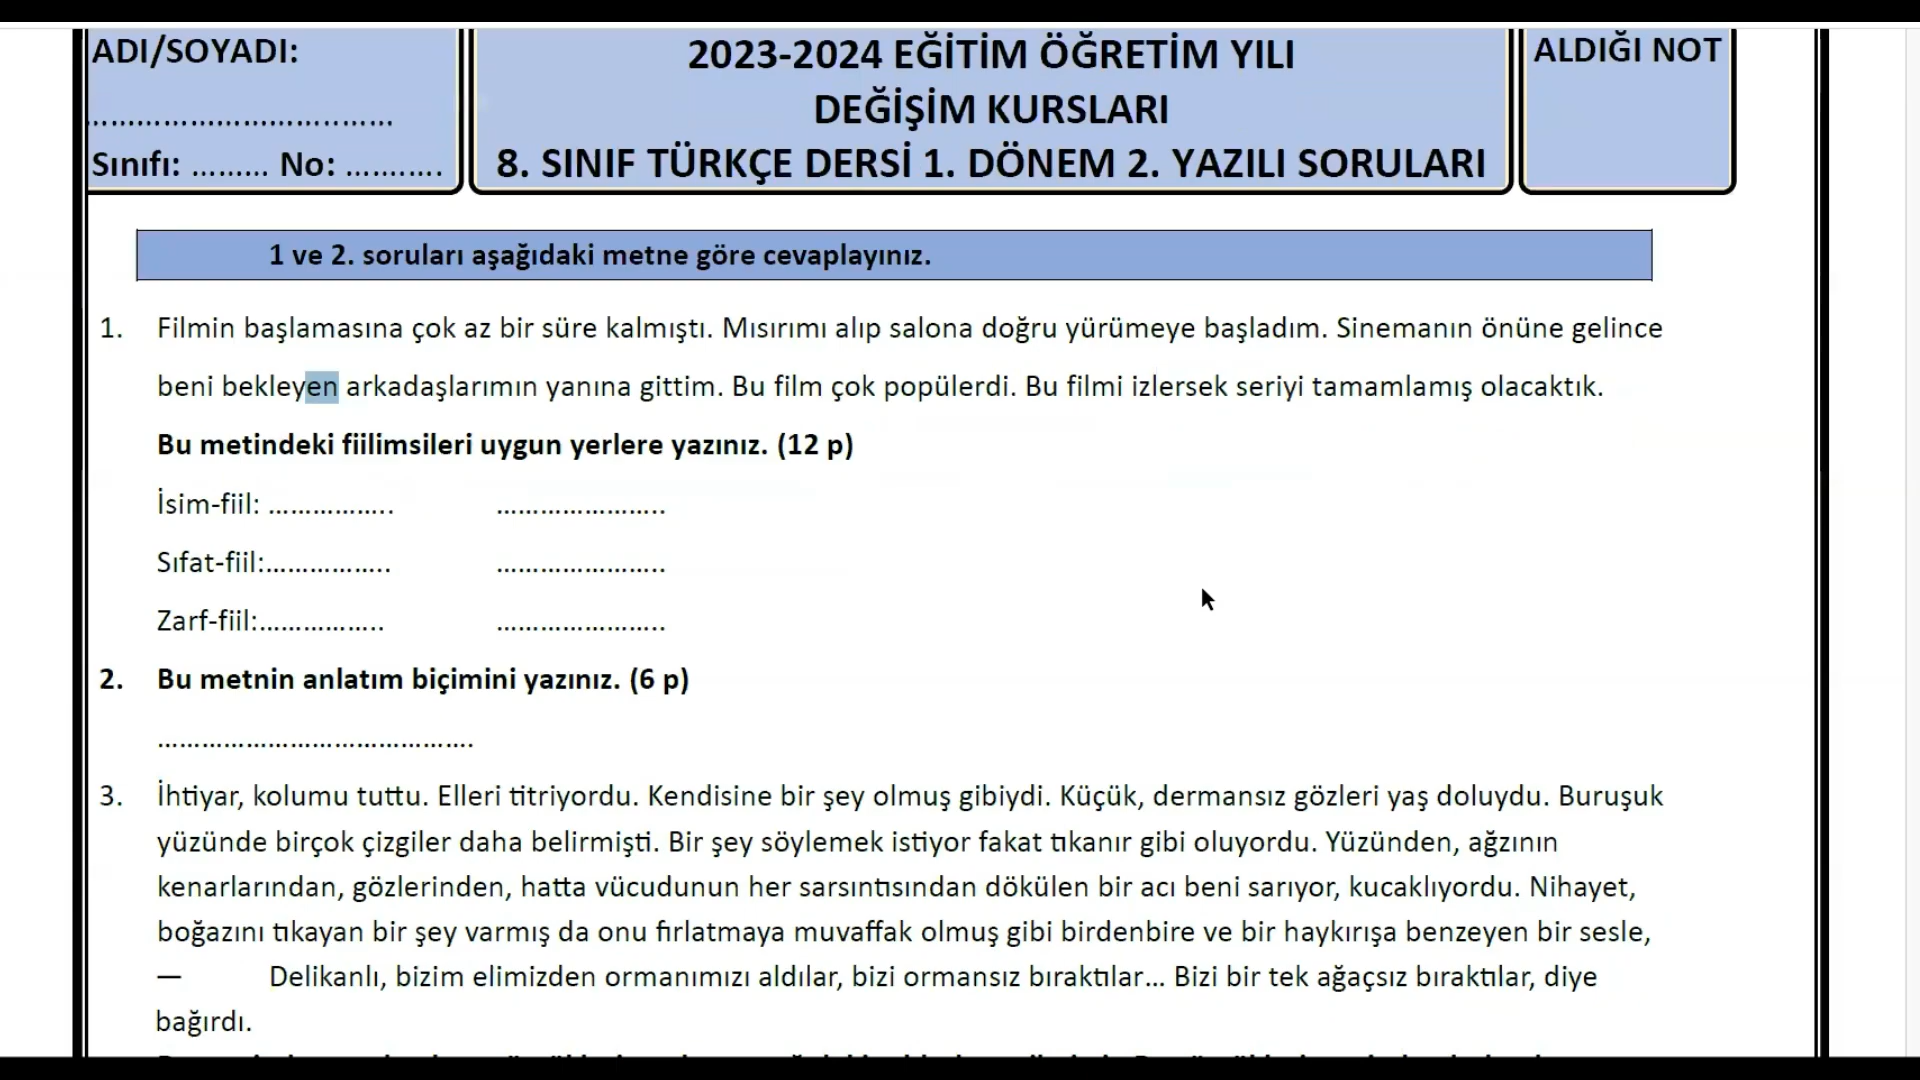 ADI/SOYADI:
…………………………..……
Sınıfı: ……… No: ………..
2023-2024 EĞİTİM ÖĞRETİM YILI
DEĞİŞİM KURSLARI
8. SINIF TÜRKÇE DERSİ 1. DÖNEM 2. YAZILI SORULARI
ALDIĞI NOT
1 ve 2. soruları aşağıdaki metne göre cevaplayınız.
1. Filmin başlamasına çok az bir süre kalmıştı. Mısırımı alıp salona doğru yürümeye başladım. Sinemanın önüne gelince
beni bekleyen arkadaşlarımın yanına gittim. Bu film çok popülerdi. Bu filmi izlersek seriyi tamamlamış olacaktık.
Bu metindeki fiilimsileri uygun yerlere yazınız. (12 p)
İsim-fiil: …………….. …………………..
Sıfat-fiil:…………….. …………………..
Zarf-fiil:…………….. …………………..
2. Bu metnin anlatım biçimini yazınız. (6 p)
…………………………………….
3. İhtiyar, kolumu tuttu. Elleri titriyordu. Kendisine bir şey olmuş gibiydi. Küçük, dermansız gözleri yaş doluydu. Buruşuk
yüzünde birçok çizgiler daha belirmişti. Bir şey söylemek istiyor fakat tıkanır gibi oluyordu. Yüzünden, ağzının
kenarlarından, gözlerinden, hatta vücudunun her sarsıntısından dökülen bir acı beni sarıyor, kucaklıyordu. Nihayet,
boğazını tıkayan bir şey varmış da onu fırlatmaya muvaffak olmuş gibi birdenbire ve bir haykırışa benzeyen bir sesle,
— Delikanlı, bizim elimizden ormanımızı aldılar, bizi ormansız bıraktılar… Bizi bir tek ağaçsız bıraktılar, diye
bağırdı.